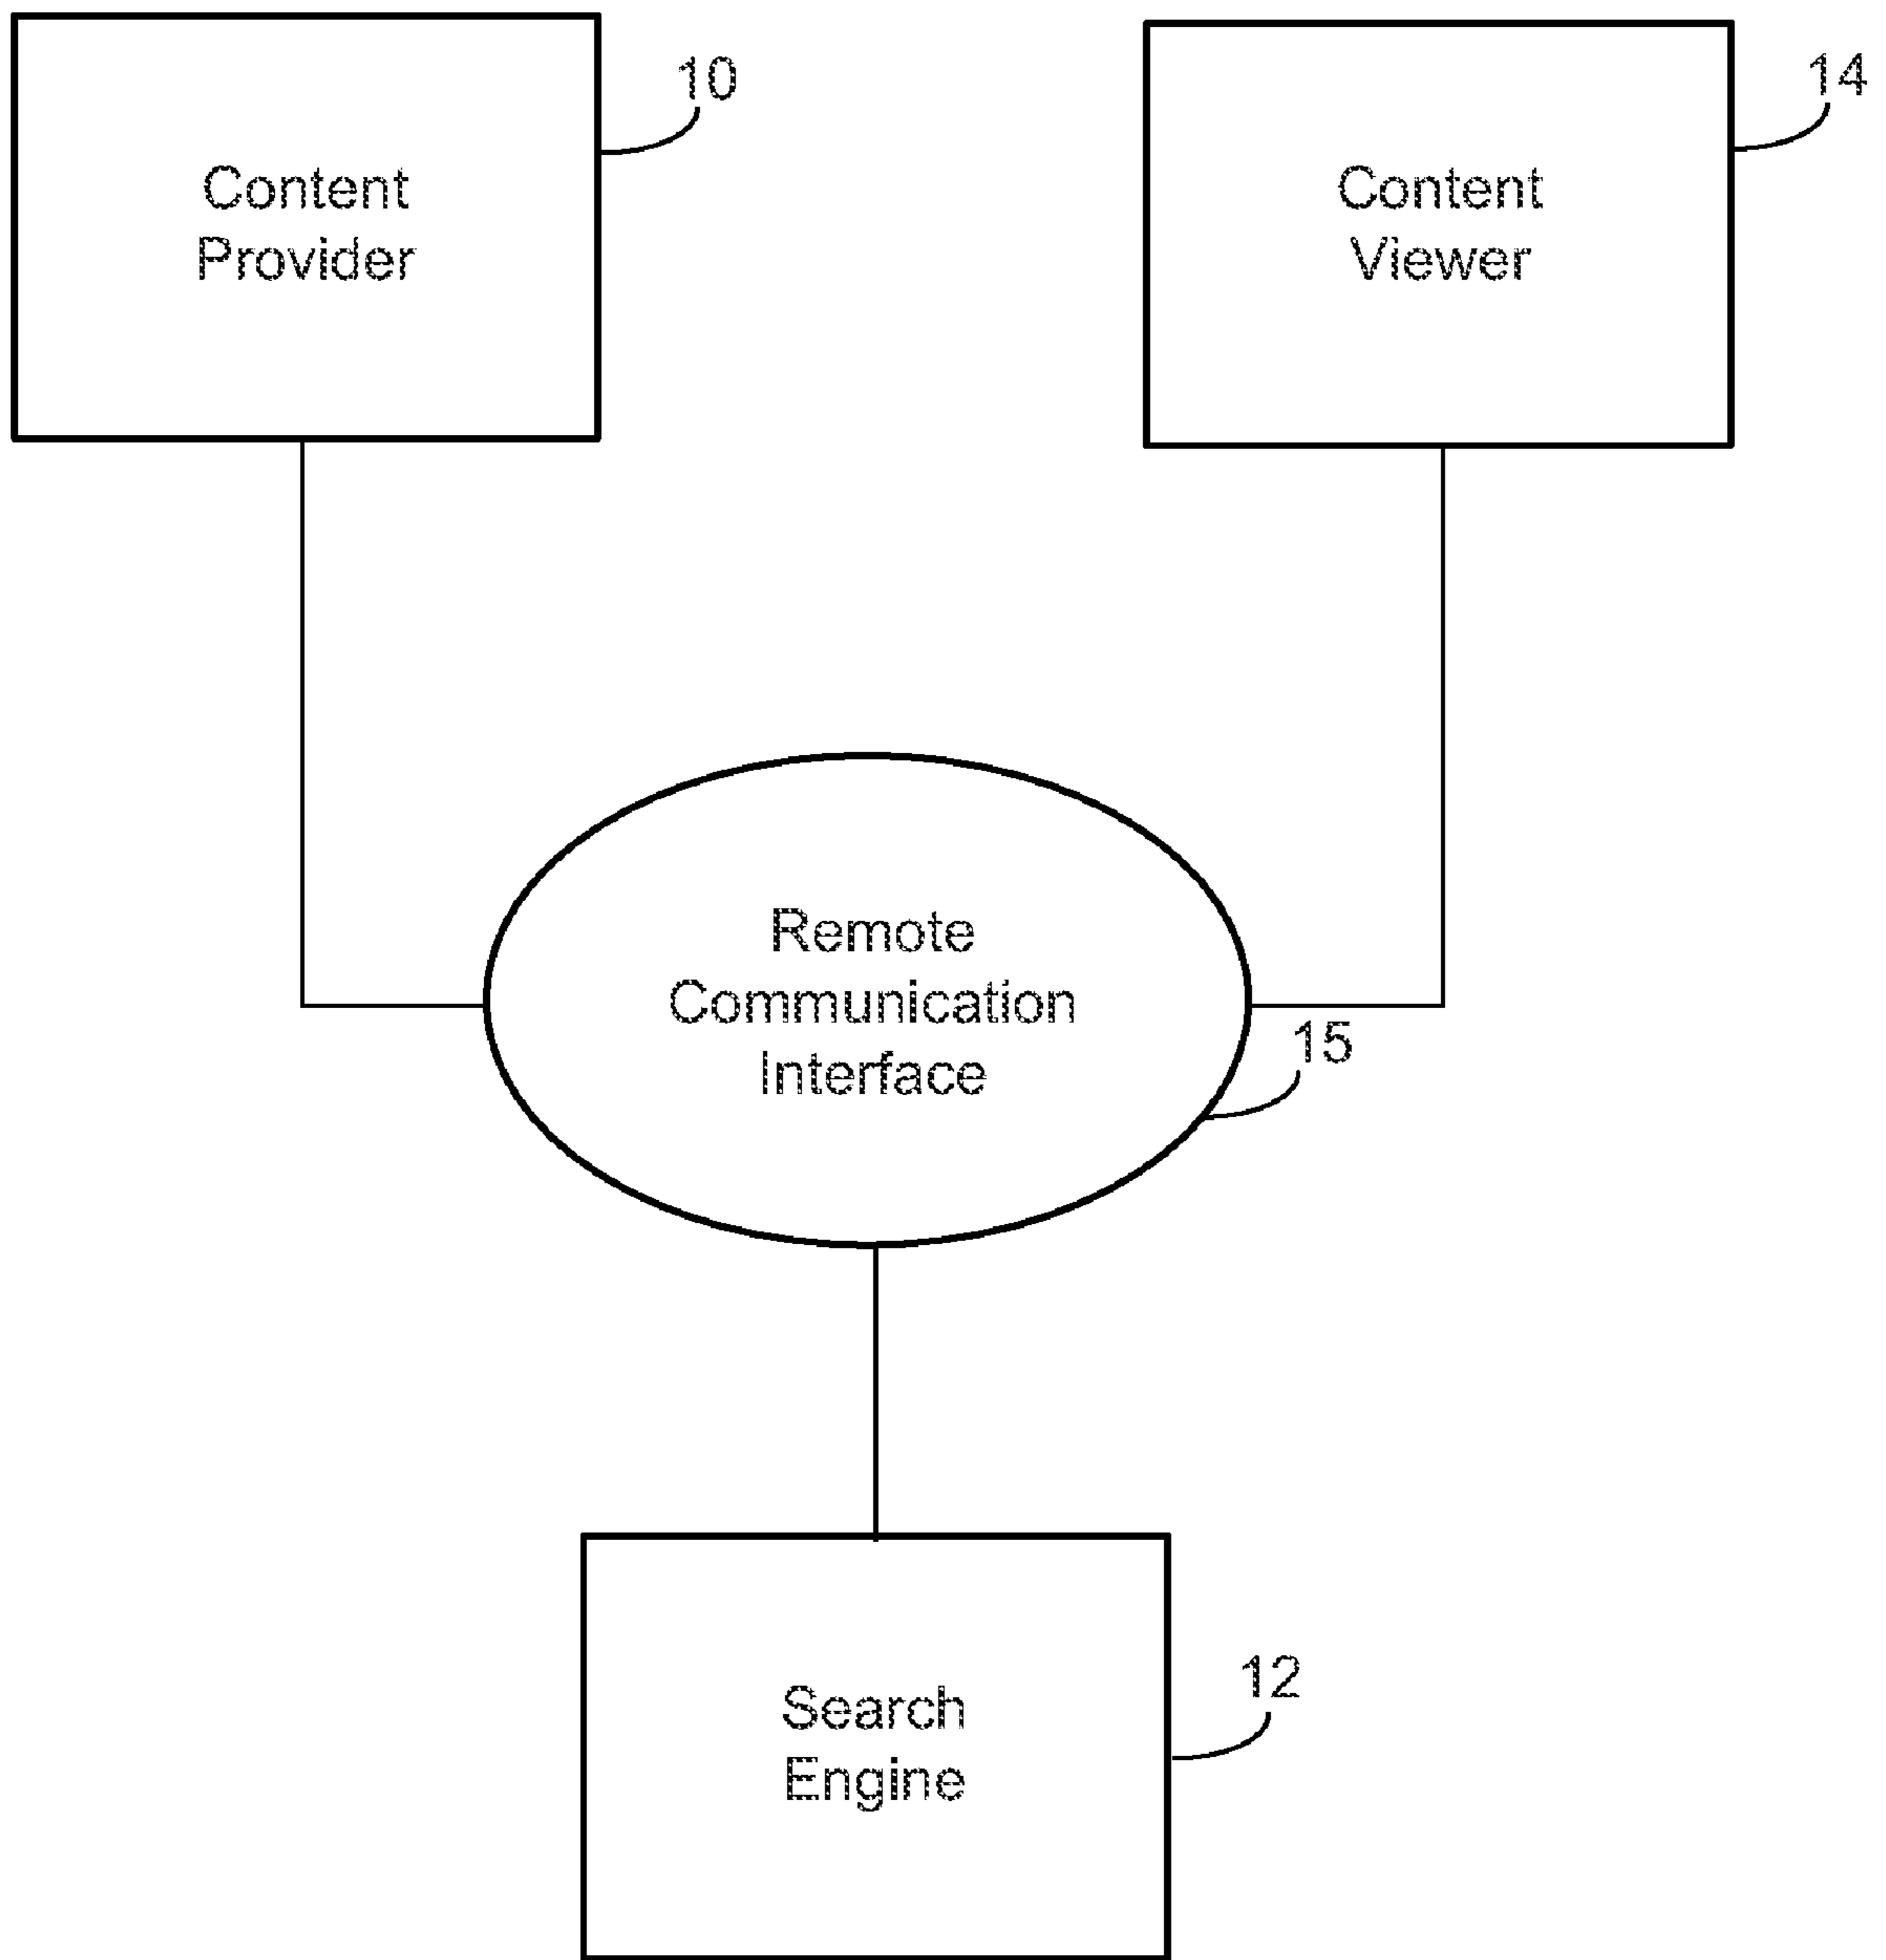 10
Content
Provider
14
Content
Viewer
Remote
Communication
Interface
15
Search
Engine
12